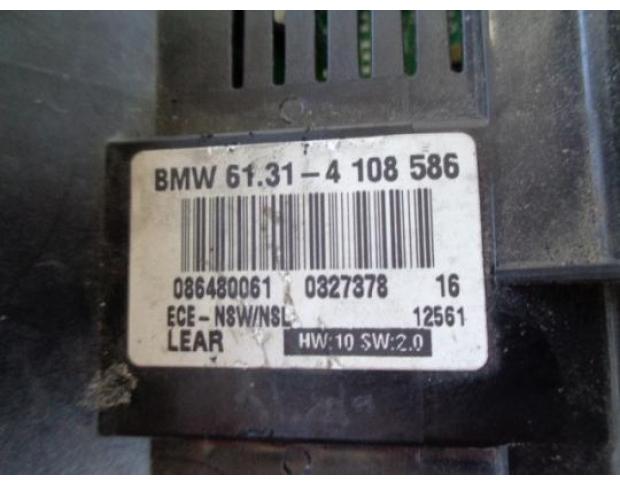 BMW 61.31-4 108 586
086480061 0327378 16
ECE-NSW/NSL 12561
LEAR HW:10 SW:2.0